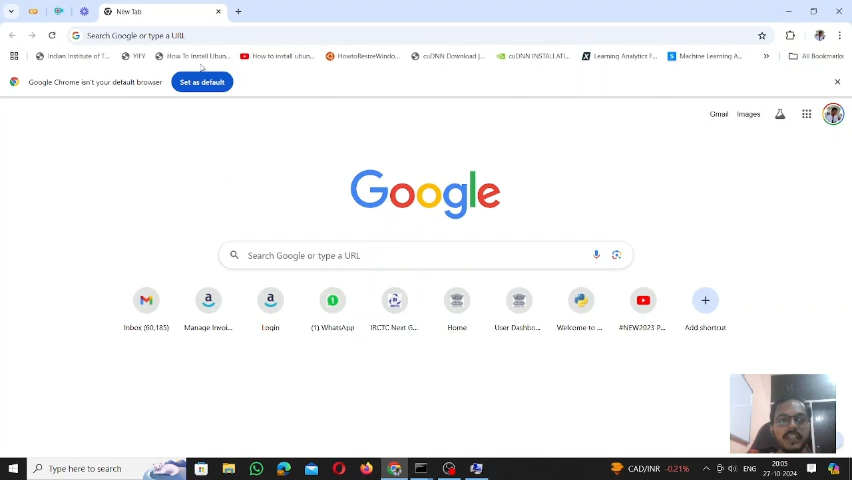 New Tab
Search Google or type a URL
Indian Institute of T...
YIFY
How To Install Ubun...
How to install ubun...
HowtoResizeWindo...
cuDNN Download |...
cuDNN INSTALLATI...
Learning Analytics F...
Machine Learning A...
All Bookmarks
Google Chrome isn't your default browser
Set as default
Gmail
Images
Google
Search Google or type a URL
Inbox (60,185)
Manage Invoi...
Login
(1) WhatsApp
IRCTC Next G...
Home
User Dashbo...
Welcome to ...
#NEW2023 P...
Add shortcut
Type here to search
CAD/INR -0.21%
ENG
20:05
27-10-2024